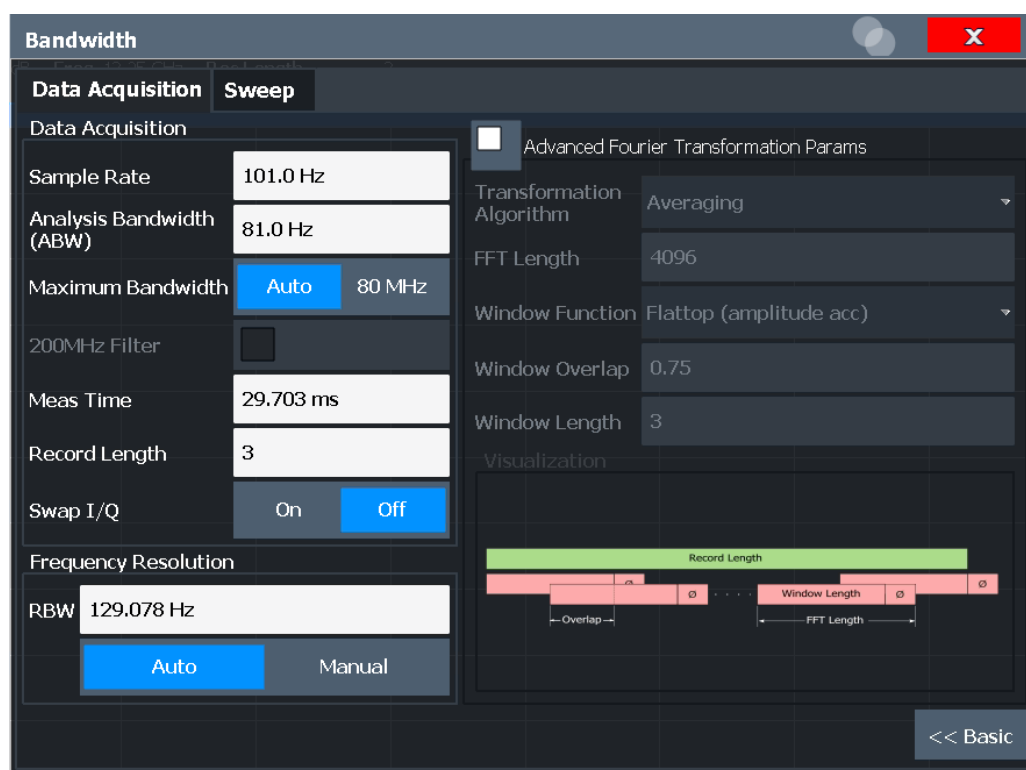 Bandwidth
X
Data Acquisition Sweep
Data Acquisition
Sample Rate 101.0 Hz
Analysis Bandwidth
(ABW)
81.0 Hz
Maximum Bandwidth Auto 80 MHz
200MHz Filter
Meas Time 29.703 ms
Record Length 3
Swap I/Q On Off
Frequency Resolution
RBW 129.078 Hz
Auto Manual
Advanced Fourier Transformation Params
Transformation
Algorithm
Averaging
FFT Length 4096
Window Function Flattop (amplitude acc)
Window Overlap 0.75
Window Length 3
Visualization
Record Length
Ø Ø
Ø Window Length Ø
Overlap FFT Length
<< Basic